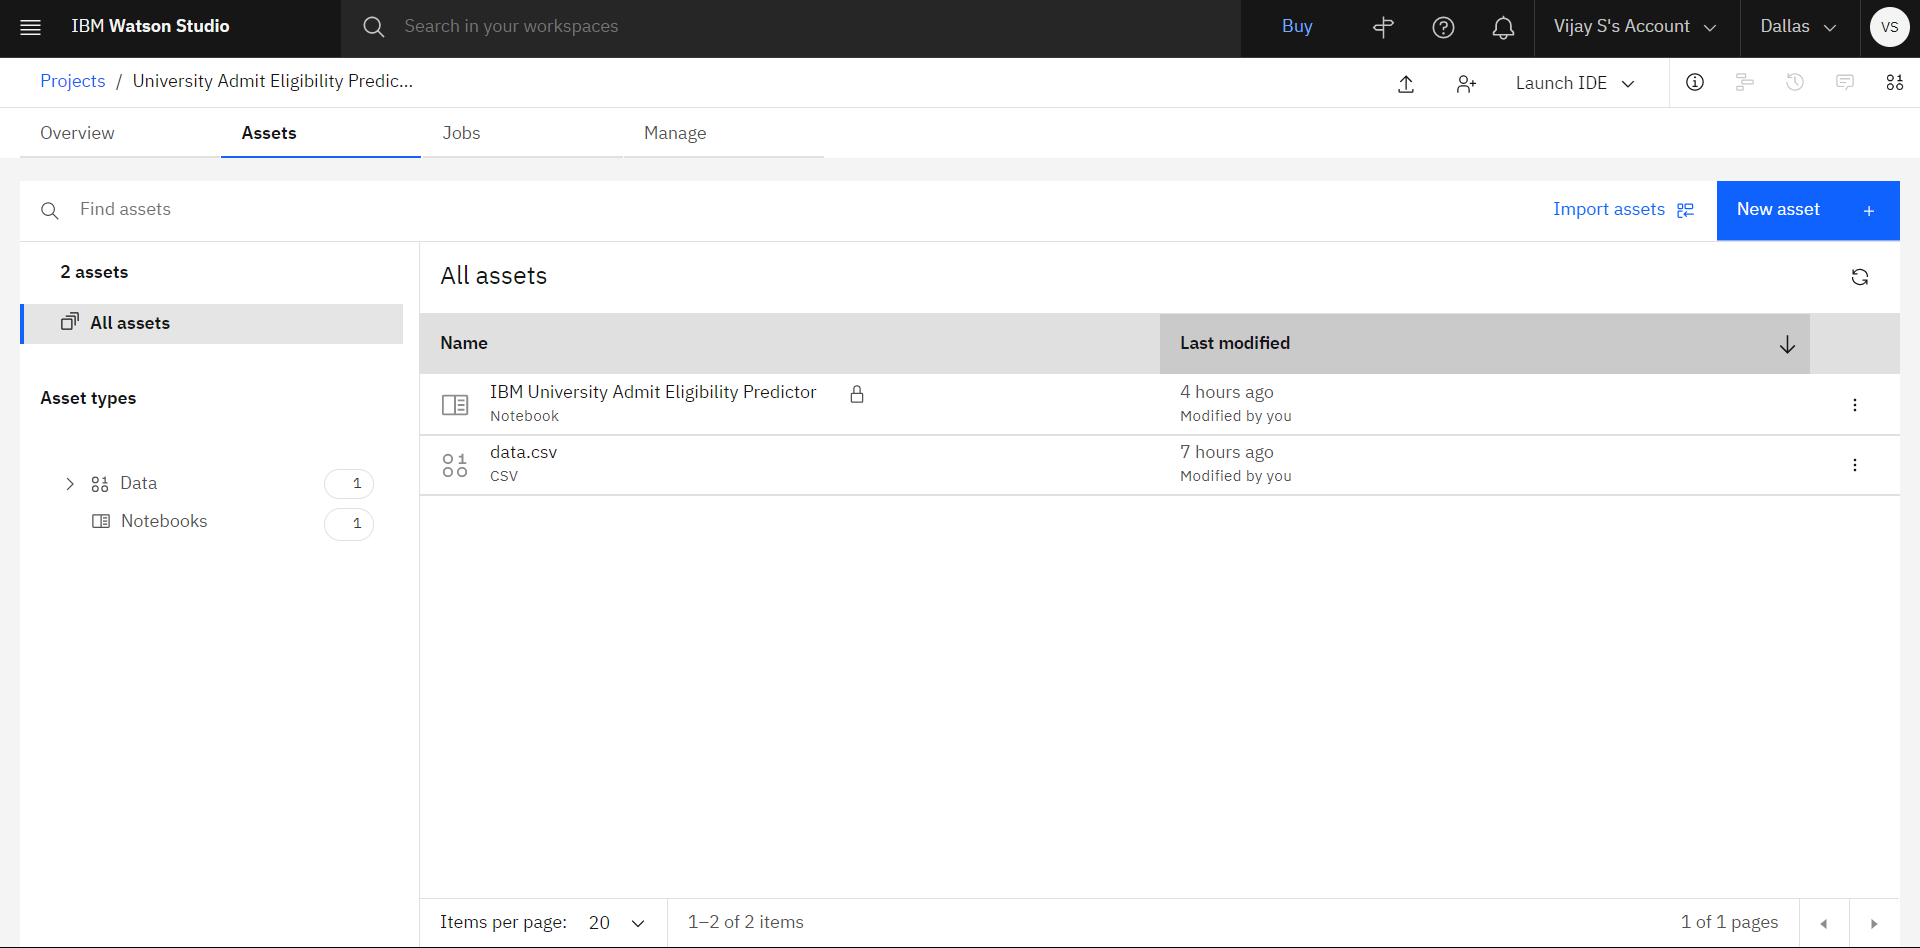 IBM Watson Studio
Search in your workspaces
Buy
Vijay S's Account
Dallas
VS
Projects / University Admit Eligibility Predic...
Launch IDE
Overview
Assets
Jobs
Manage
Find assets
Import assets
New asset +
2 assets
All assets
Asset types
Data 1
Notebooks 1
All assets
Name
Last modified
IBM University Admit Eligibility Predictor
Notebook
4 hours ago
Modified by you
data.csv
CSV
7 hours ago
Modified by you
Items per page: 20
1–2 of 2 items
1 of 1 pages